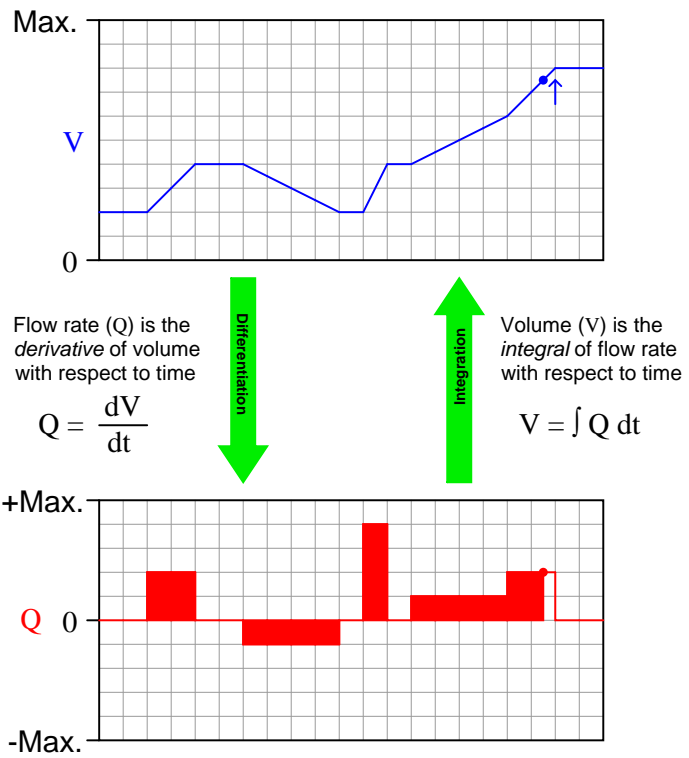 Max.
V
0
Differentiation
Integration
Flow rate (Q) is the
derivative of volume
with respect to time
Q = dV
dt
Volume (V) is the
integral of flow rate
with respect to time
V = ∫ Q dt
+Max.
Q 0
-Max.